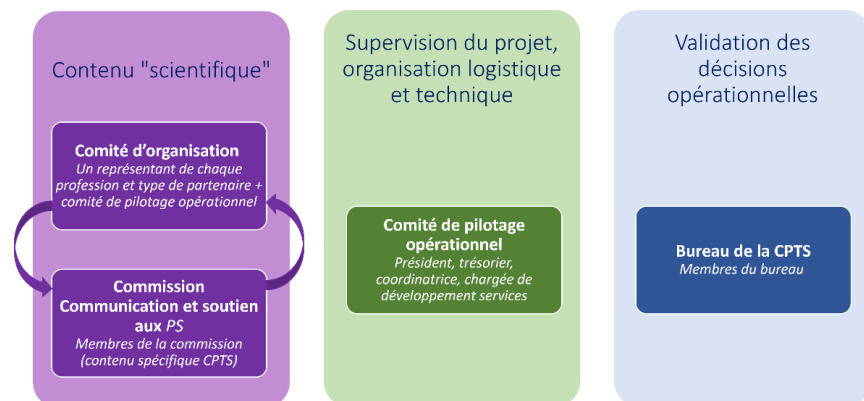 Contenu "scientifique"
Comité d’organisation
Un représentant de chaque
profession et type de partenaire +
comité de pilotage opérationnel
Commission
Communication et soutien
aux PS
Membres de la commission
(contenu spécifique CPTS)
Supervision du projet,
organisation logistique
et technique
Comité de pilotage
opérationnel
Président, trésorier,
coordinatrice, chargée de
développement services
Validation des
décisions
opérationnelles
Bureau de la CPTS
Membres du bureau